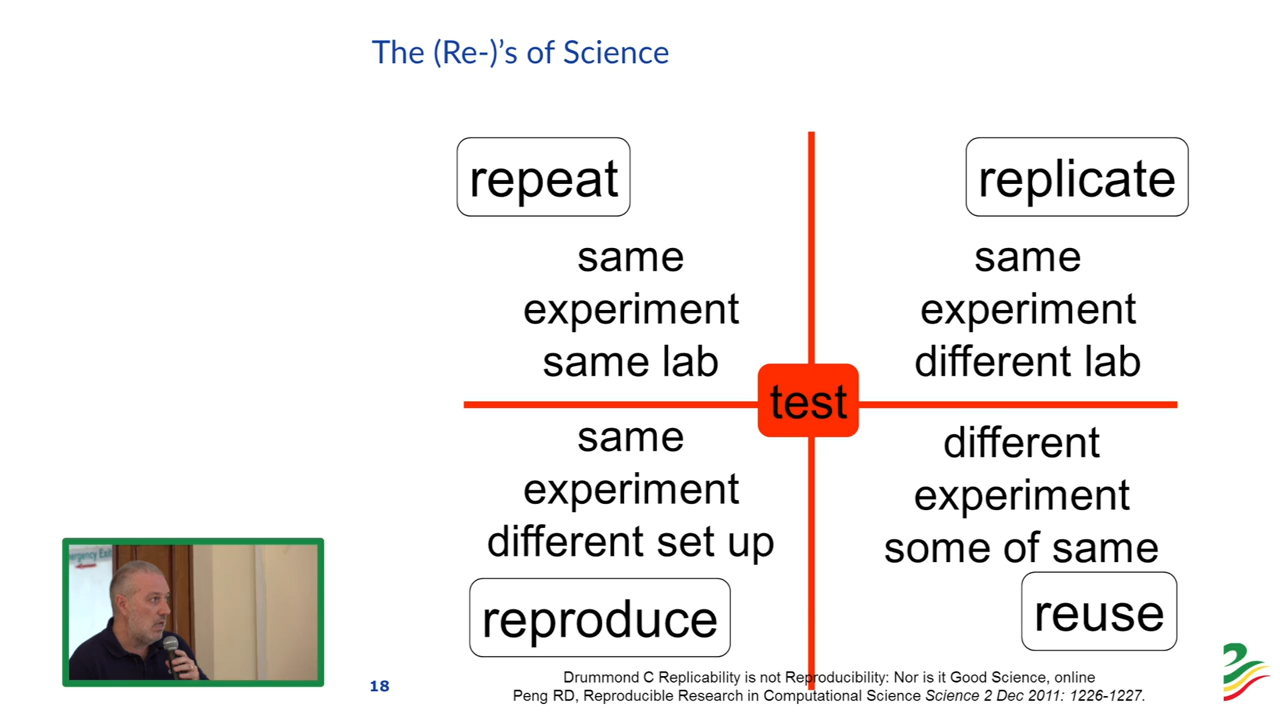 The (Re-)'s of Science
repeat
same
experiment
same lab
replicate
same
experiment
different lab
test
same
experiment
different set up
reproduce
different
experiment
some of same
reuse
Drummond C Replicability is not Reproducibility: Nor is it Good Science, online
Peng RD, Reproducible Research in Computational Science Science 2 Dec 2011: 1226-1227.
18
ergency Exit